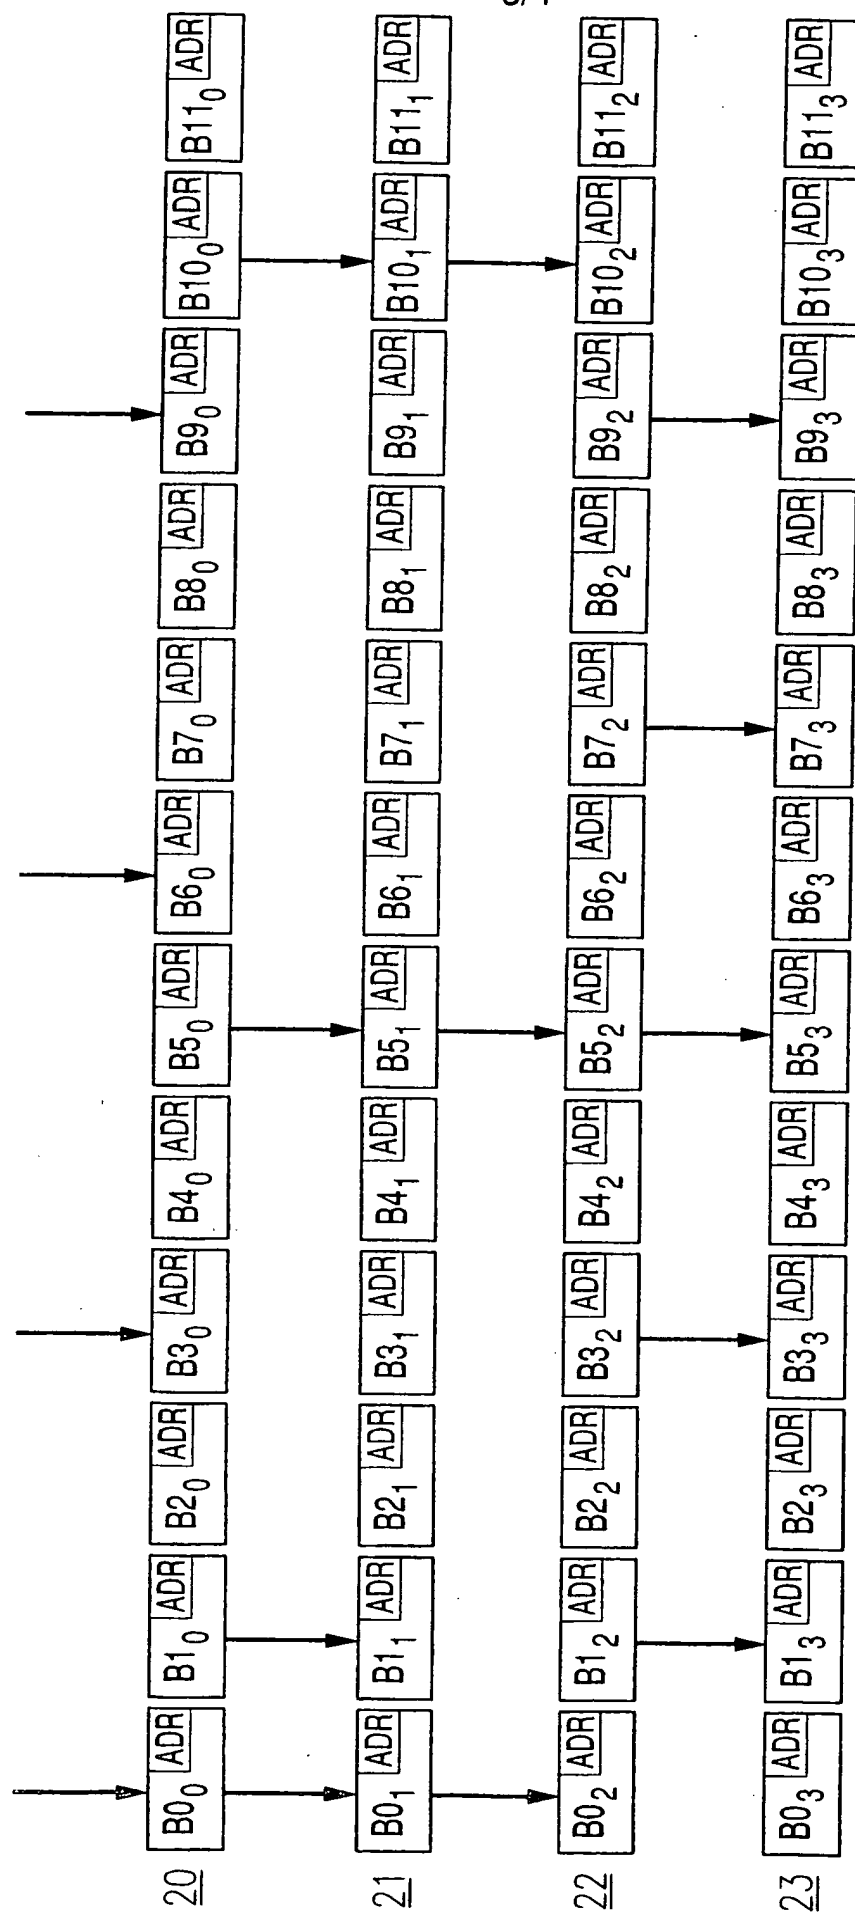 20 B0₀ ADR B1₀ ADR B2₀ ADR B3₀ ADR B4₀ ADR B5₀ ADR B6₀ ADR B7₀ ADR B8₀ ADR B9₀ ADR B10₀ ADR B11₀ ADR
21 B0₁ ADR B1₁ ADR B2₁ ADR B3₁ ADR B4₁ ADR B5₁ ADR B6₁ ADR B7₁ ADR B8₁ ADR B9₁ ADR B10₁ ADR B11₁ ADR
22 B0₂ ADR B1₂ ADR B2₂ ADR B3₂ ADR B4₂ ADR B5₂ ADR B6₂ ADR B7₂ ADR B8₂ ADR B9₂ ADR B10₂ ADR B11₂ ADR
23 B0₃ ADR B1₃ ADR B2₃ ADR B3₃ ADR B4₃ ADR B5₃ ADR B6₃ ADR B7₃ ADR B8₃ ADR B9₃ ADR B10₃ ADR B11₃ ADR